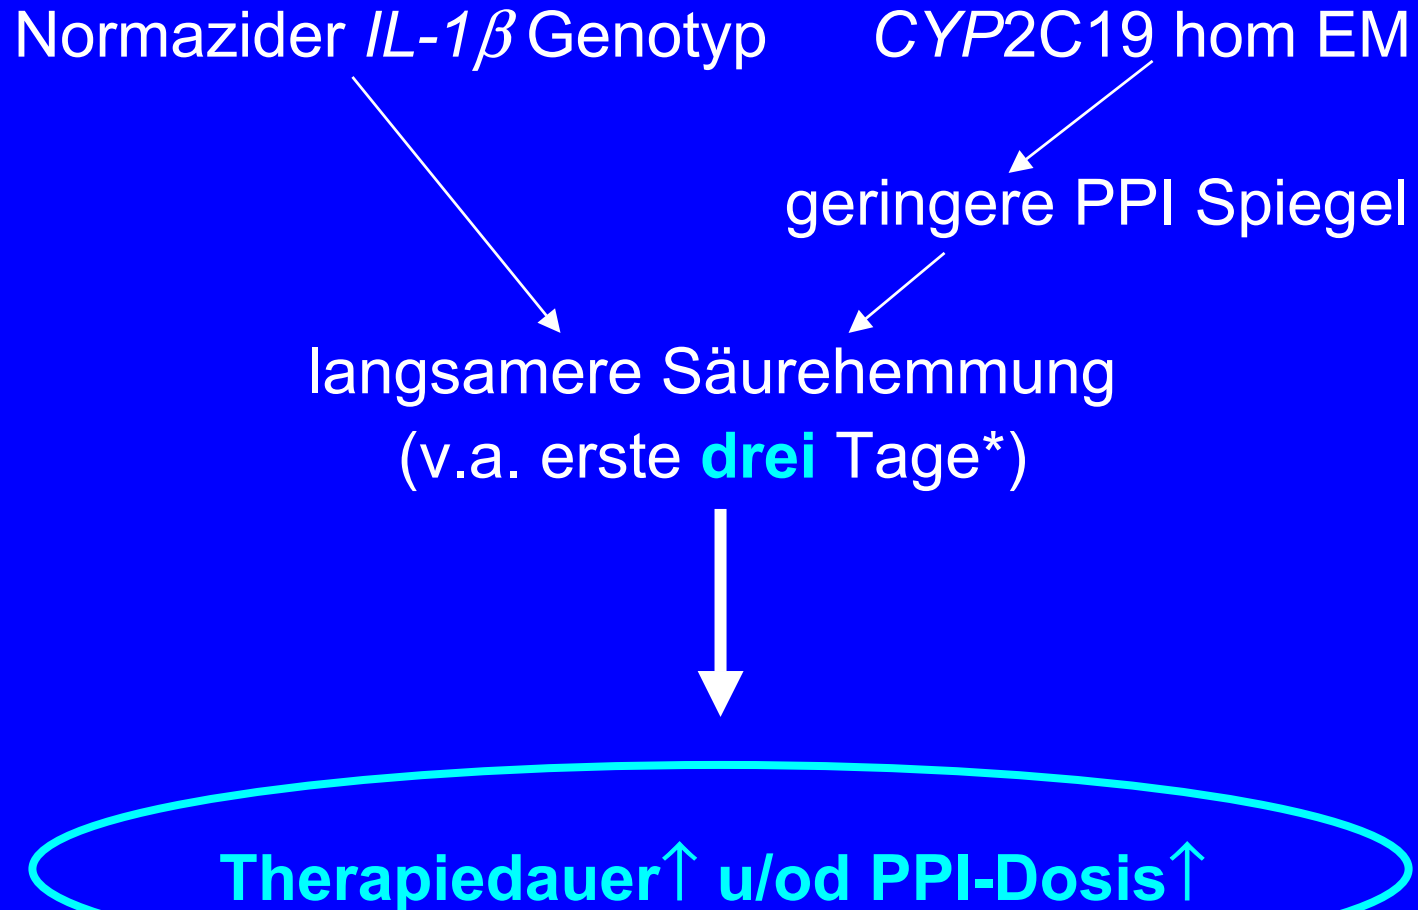 Normazider IL-1β Genotyp CYP2C19 hom EM
geringere PPI Spiegel
langsamere Säurehemmung
(v.a. erste drei Tage*)
Therapiedauer↑ u/od PPI-Dosis↑